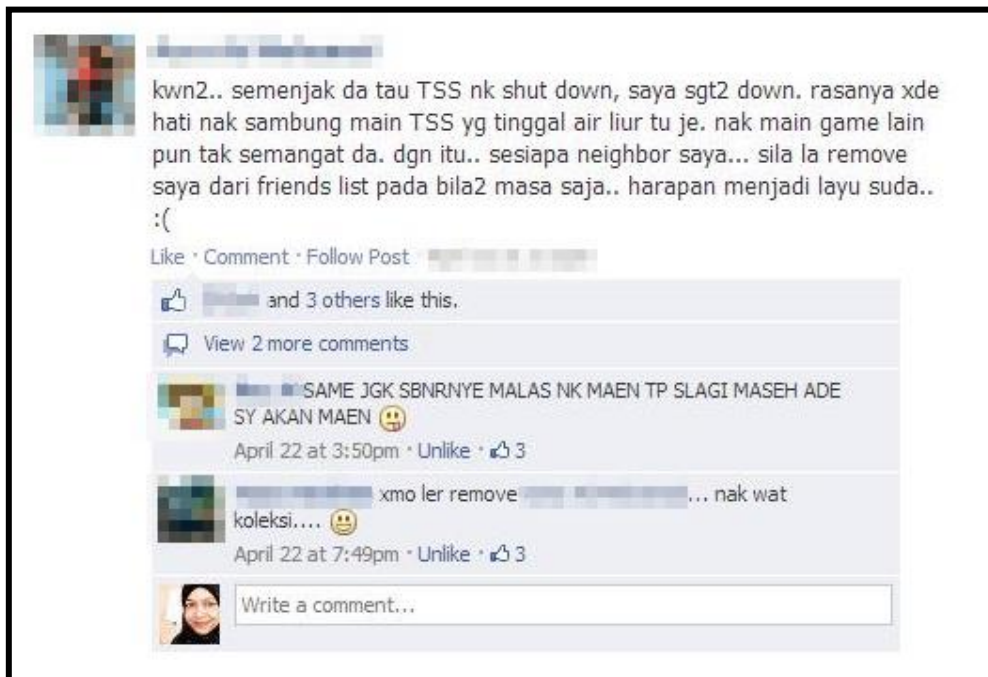 kwn2.. semenjak da tau TSS nk shut down, saya sgt2 down. rasanya xde
hati nak sambung main TSS yg tinggal air liur tu je. nak main game lain
pun tak semangat da. dgn itu.. sesiapa neighbor saya... sila la remove
saya dari friends list pada bila2 masa saja.. harapan menjadi layu suda..
:(
Like · Comment · Follow Post ·
and 3 others like this.
View 2 more comments
SAME JGK SBNRNYE MALAS NK MAEN TP SLAGI MASEH ADE
SY AKAN MAEN
April 22 at 3:50pm · Unlike · 3
xmo ler remove ... nak wat
koleksi....
April 22 at 7:49pm · Unlike · 3
Write a comment...